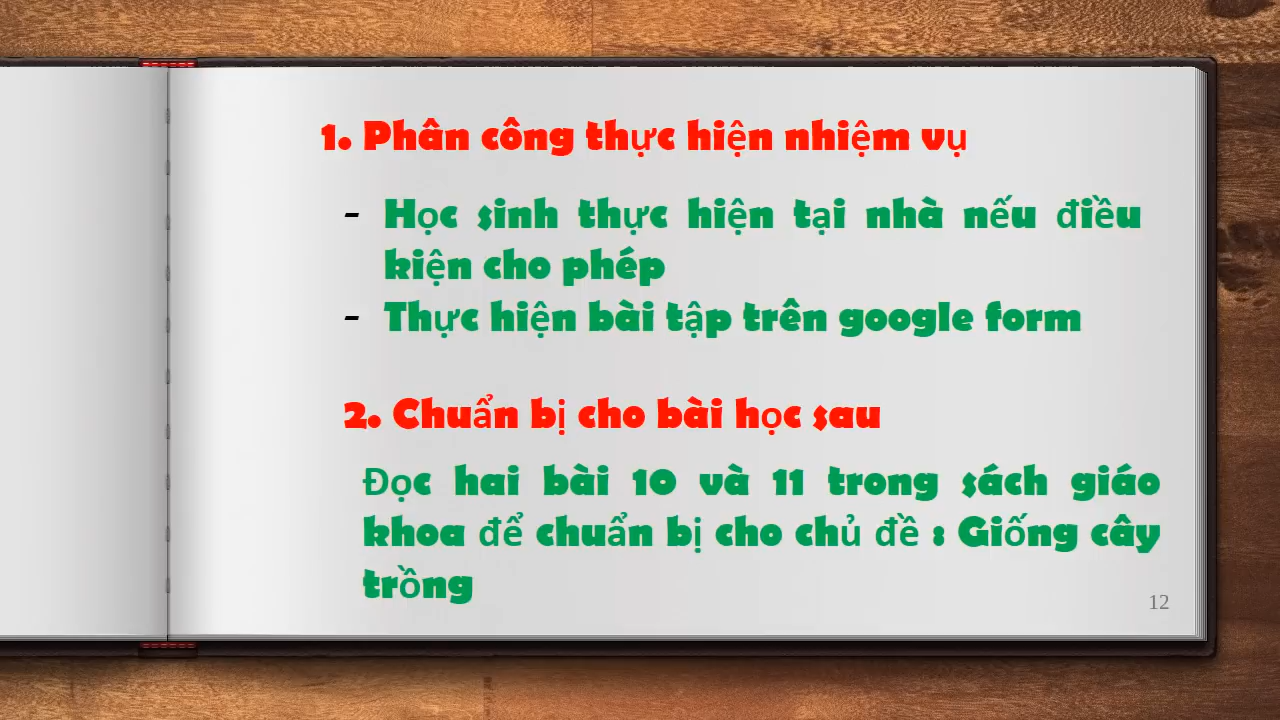 1. Phân công thực hiện nhiệm vụ
- Học sinh thực hiện tại nhà nếu điều
kiện cho phép
- Thực hiện bài tập trên google form
2. Chuẩn bị cho bài học sau
Đọc hai bài 10 và 11 trong sách giáo
khoa để chuẩn bị cho chủ đề : Giống cây
trồng
12